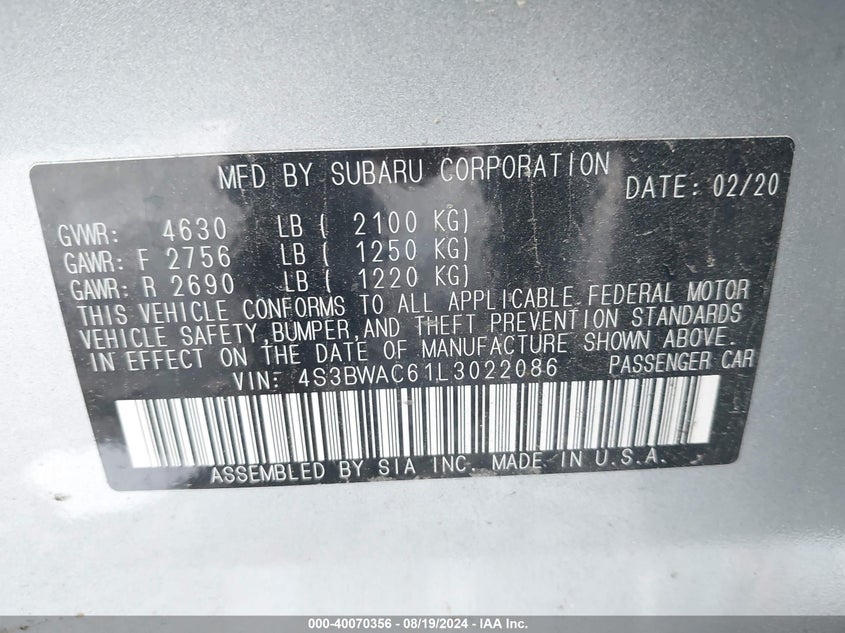 MFD BY SUBARU CORPORATION DATE: 02/20
GVWR: 4630 LB ( 2100 KG)
GAWR: F 2756 LB ( 1250 KG)
GAWR: R 2690 LB ( 1220 KG)
THIS VEHICLE CONFORMS TO ALL APPLICABLE FEDERAL MOTOR
VEHICLE SAFETY,BUMPER,AND THEFT PREVENTION STANDARDS
IN EFFECT ON THE DATE OF MANUFACTURE SHOWN ABOVE.
VIN: 4S3BWAC61L3022086 PASSENGER CAR
ASSEMBLED BY SIA INC. MADE IN U.S.A.
000-40070356 - 08/19/2024 - IAA Inc.